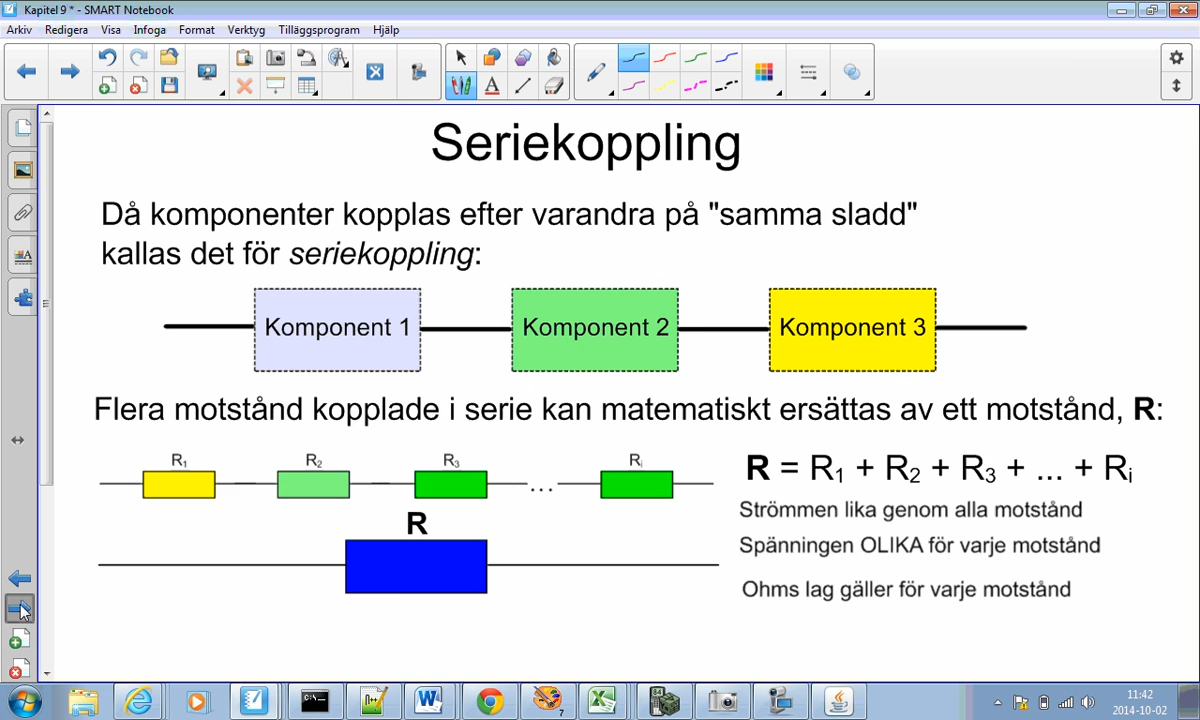 Kapitel 9 * - SMART Notebook
Arkiv Redigera Visa Infoga Format Verktyg Tilläggsprogram Hjälp
Seriekoppling
Då komponenter kopplas efter varandra på "samma sladd"
kallas det för seriekoppling:
Komponent 1 Komponent 2 Komponent 3
Flera motstånd kopplade i serie kan matematiskt ersättas av ett motstånd, R:
R1 R2 R3 Ri
...
R = R1 + R2 + R3 + ... + Ri
Strömmen lika genom alla motstånd
R
Spänningen OLIKA för varje motstånd
Ohms lag gäller för varje motstånd
11:42
2014-10-02